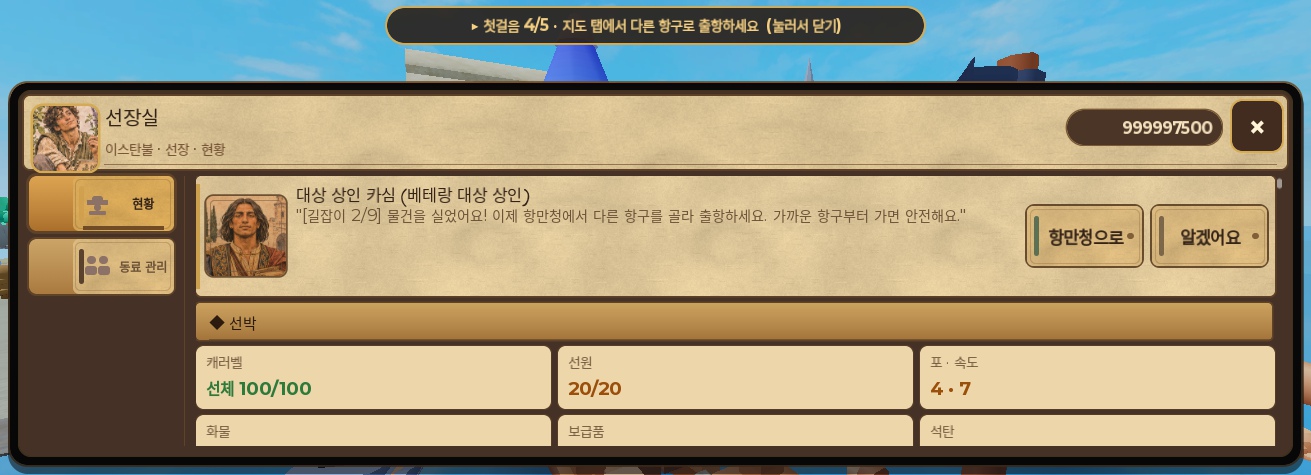 ▸ 첫걸음 4/5 · 지도 탭에서 다른 항구로 출항하세요 (눌러서 닫기)
선장실
이스탄불 · 선장 · 현황
999997500
×
현황
동료 관리
대상 상인 카심 (베테랑 대상 상인)
"[길잡이 2/9] 물건을 실었어요! 이제 항만청에서 다른 항구를 골라 출항하세요. 가까운 항구부터 가면 안전해요."
항만청으로
알겠어요
◆ 선박
캐러벨
선체 100/100
선원
20/20
포 · 속도
4 · 7
화물
보급품
석탄